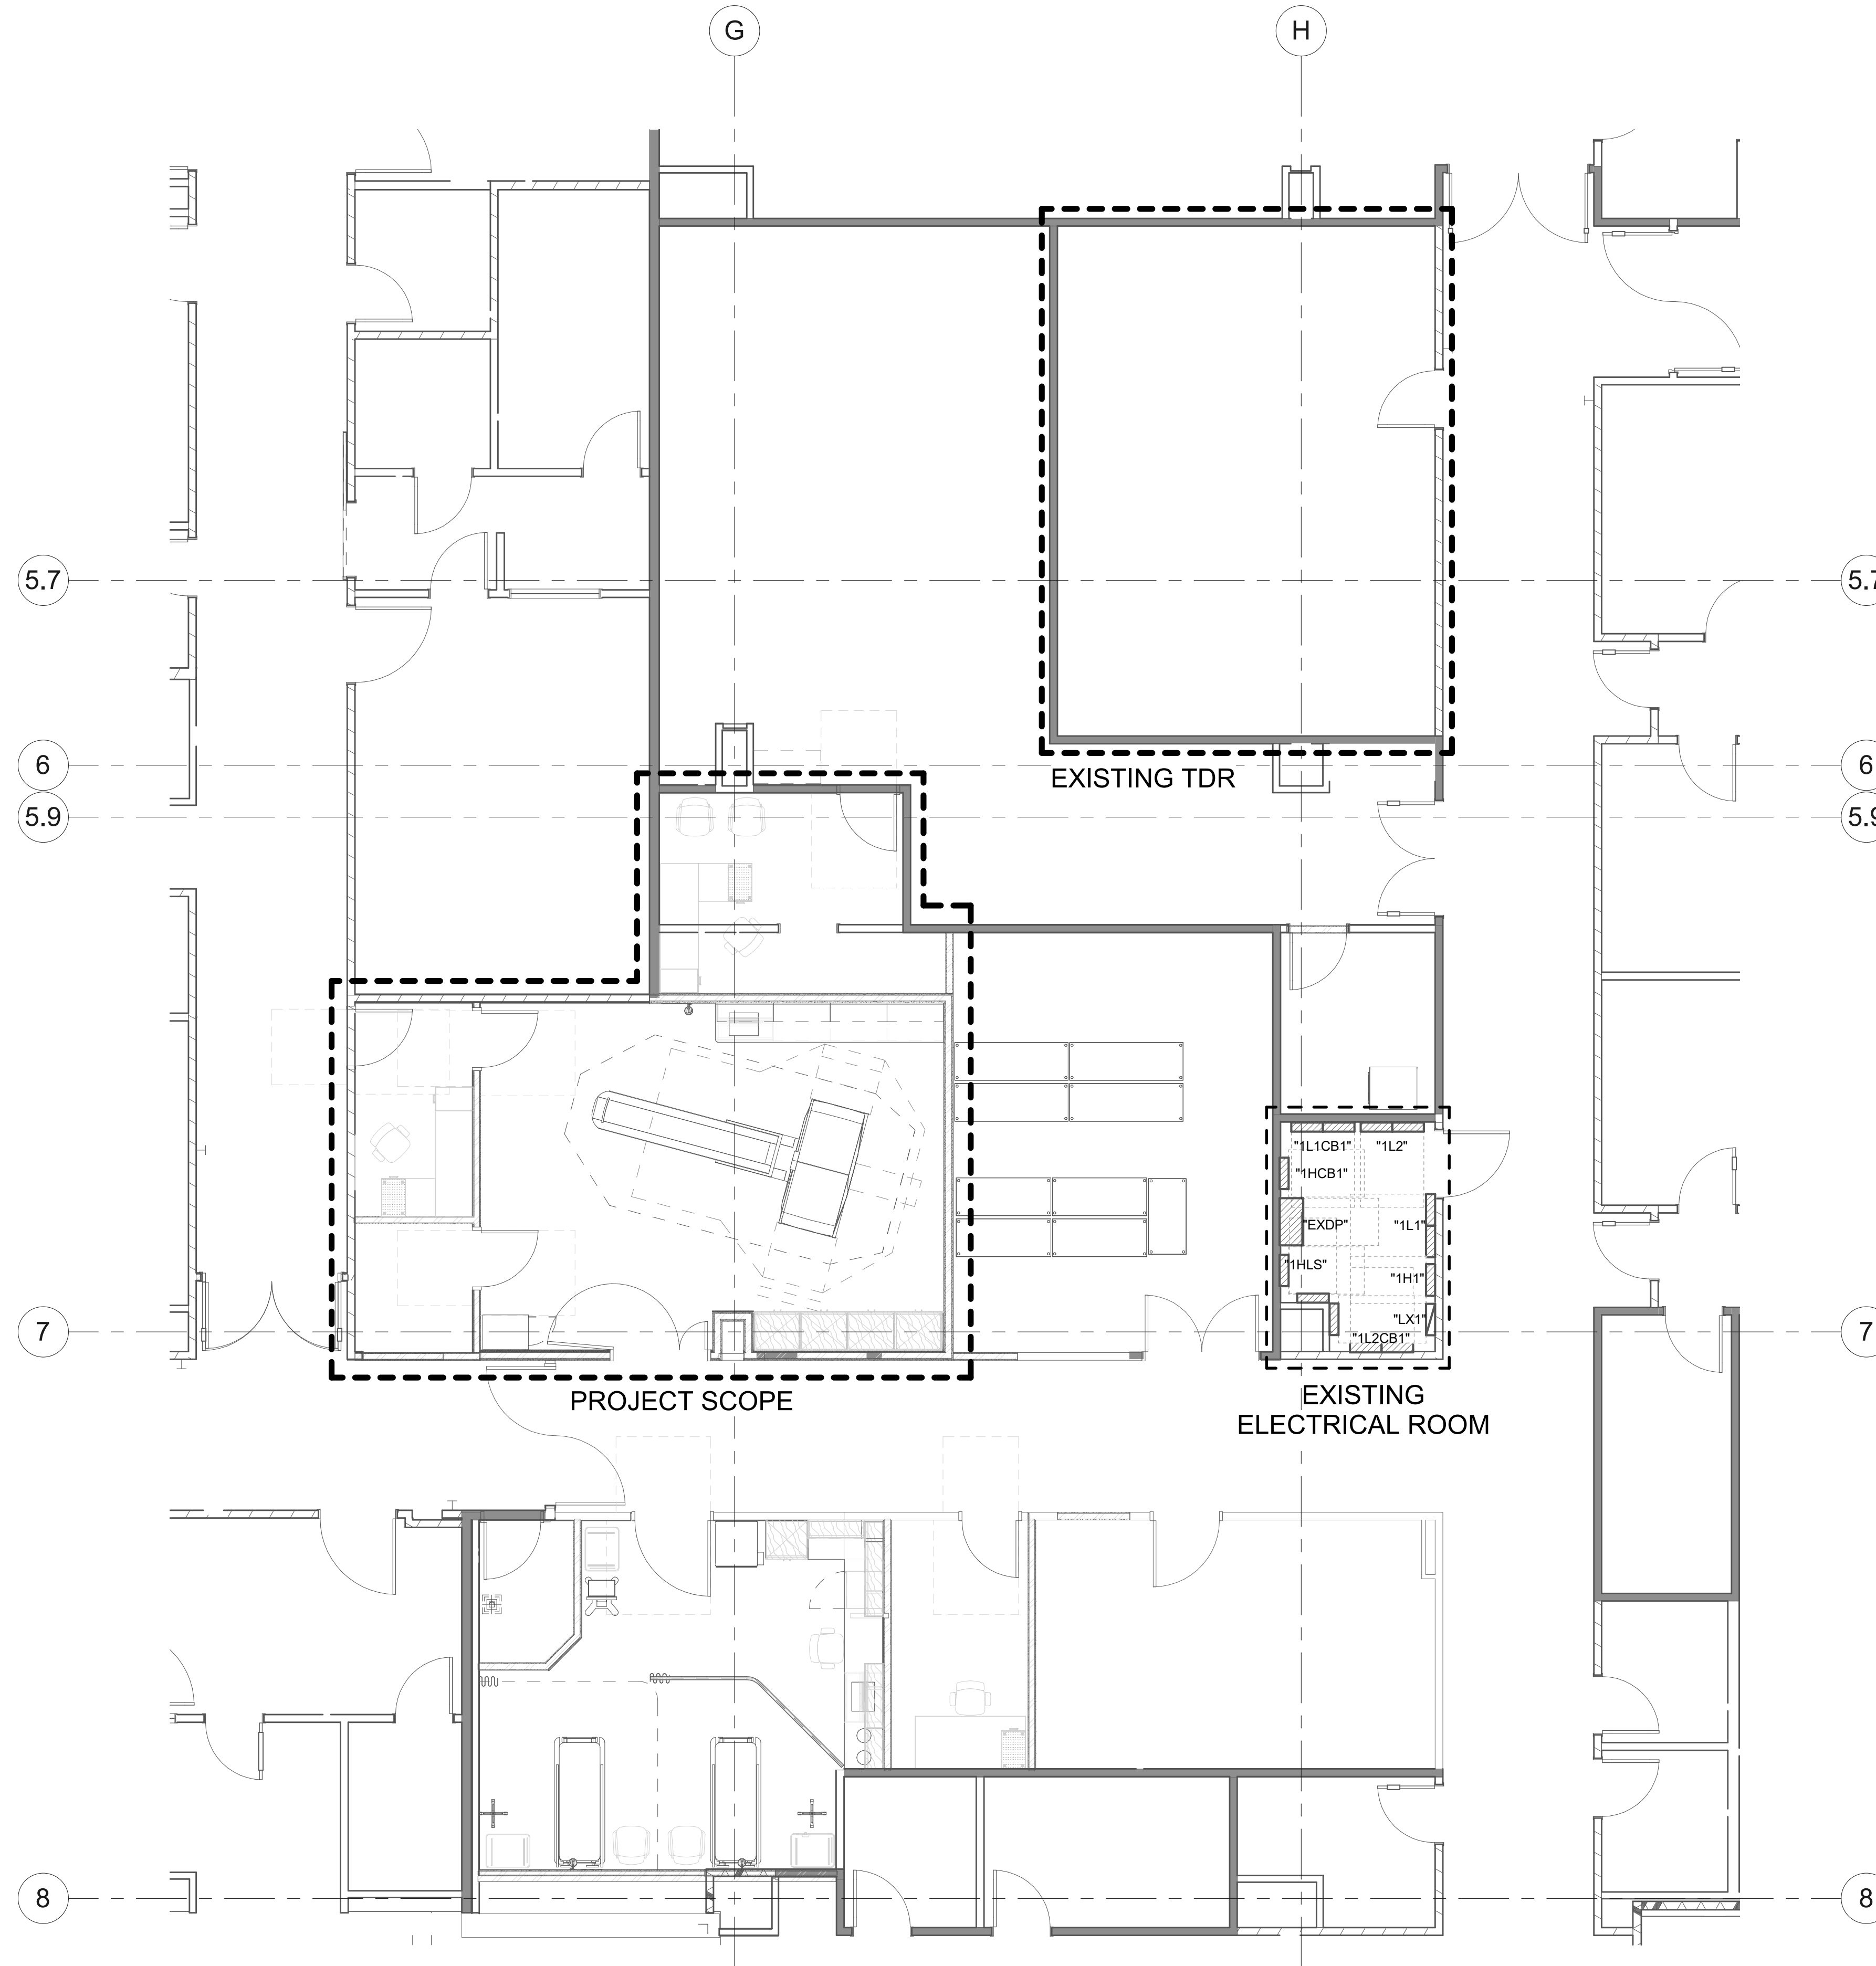 G
H
5.7
5.7
EXISTING TDR
6
6
5.9
5.9
"1L1CB1"
"1L2"
"1HCB1"
"EXDP"
"1L1"
"1HLS"
"1H1"
"LX1"
7
7
"1L2CB1"
PROJECT SCOPE
EXISTING
ELECTRICAL ROOM
8
8